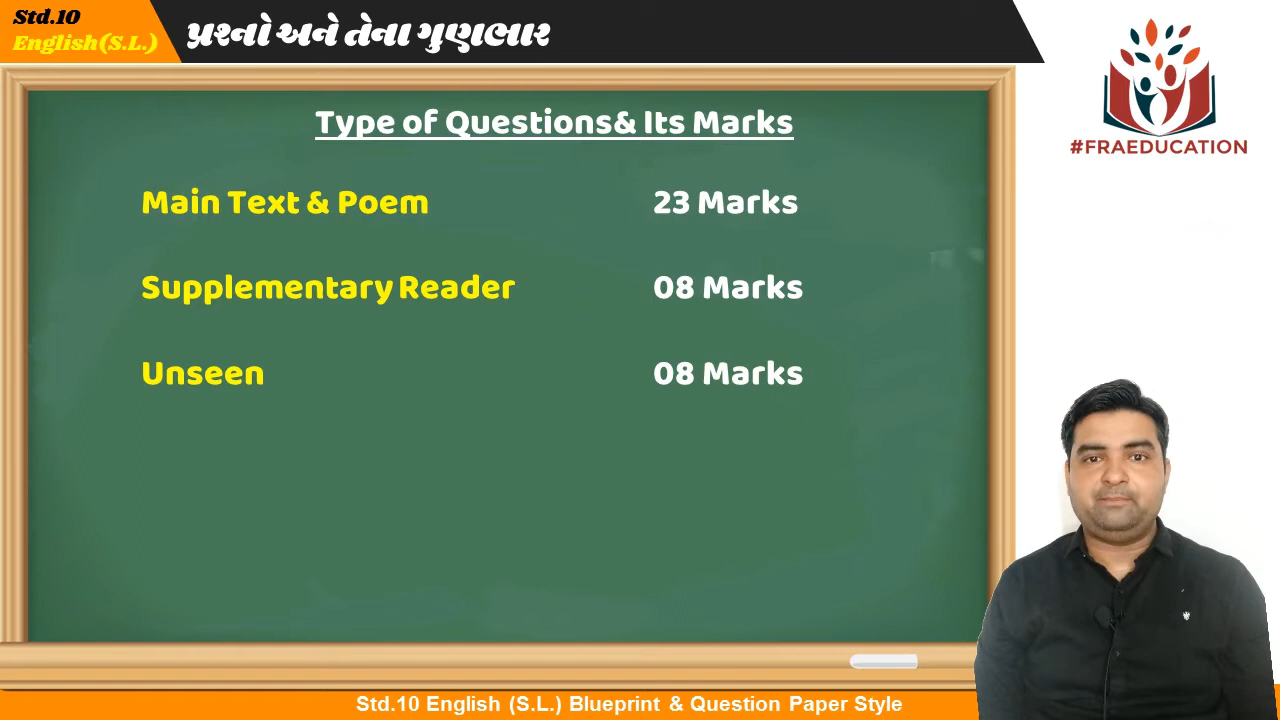 Std.10
English(S.L.)
પ્રશ્નો અને તેના ગુણભાર
#FRAEDUCATION
Type of Questions& Its Marks
Main Text & Poem 23 Marks
Supplementary Reader 08 Marks
Unseen 08 Marks
Std.10 English (S.L.) Blueprint & Question Paper Style